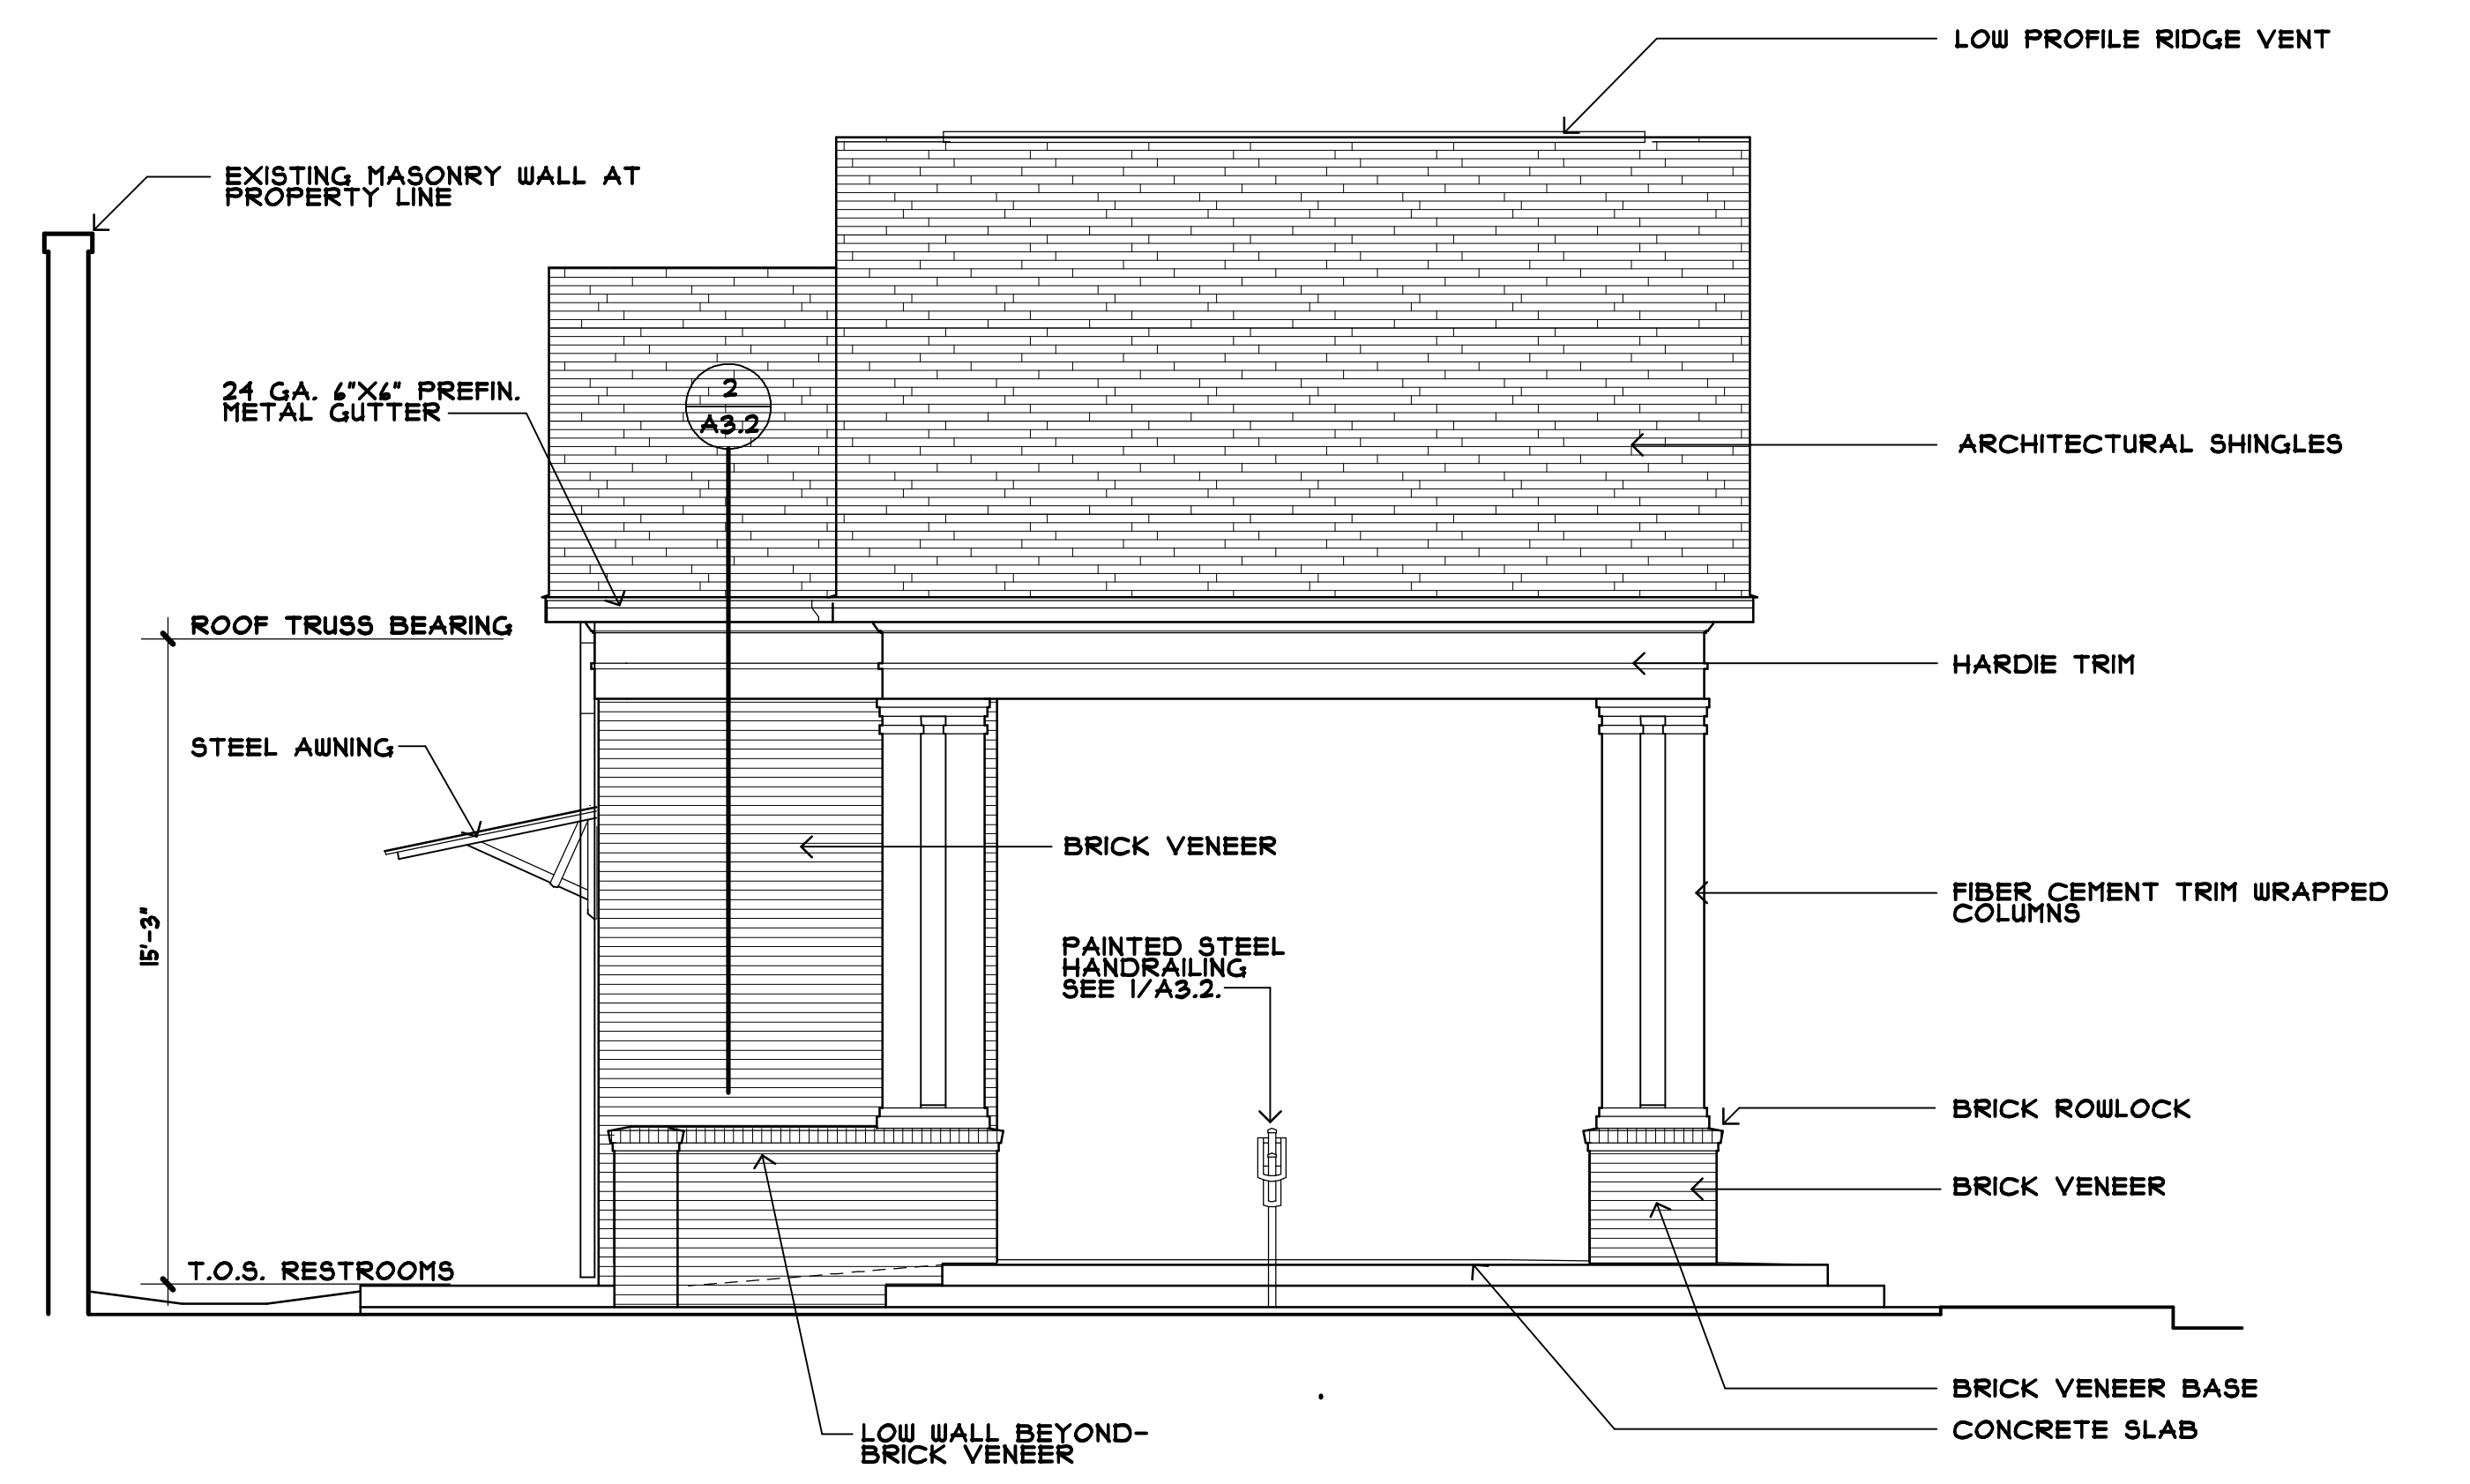 LOW PROFILE RIDGE VENT
EXISTING MASONRY WALL AT
PROPERTY LINE
24 GA. 6"X6" PREFIN.
METAL GUTTER
2
A3.2
ARCHITECTURAL SHINGLES
ROOF TRUSS BEARING
HARDIE TRIM
STEEL AWNING
BRICK VENEER
FIBER CEMENT TRIM WRAPPED
COLUMNS
15'-3"
PAINTED STEEL
HANDRAILING
SEE 1/A3.2.
BRICK ROWLOCK
BRICK VENEER
T.O.S. RESTROOMS
BRICK VENEER BASE
CONCRETE SLAB
LOW WALL BEYOND-
BRICK VENEER